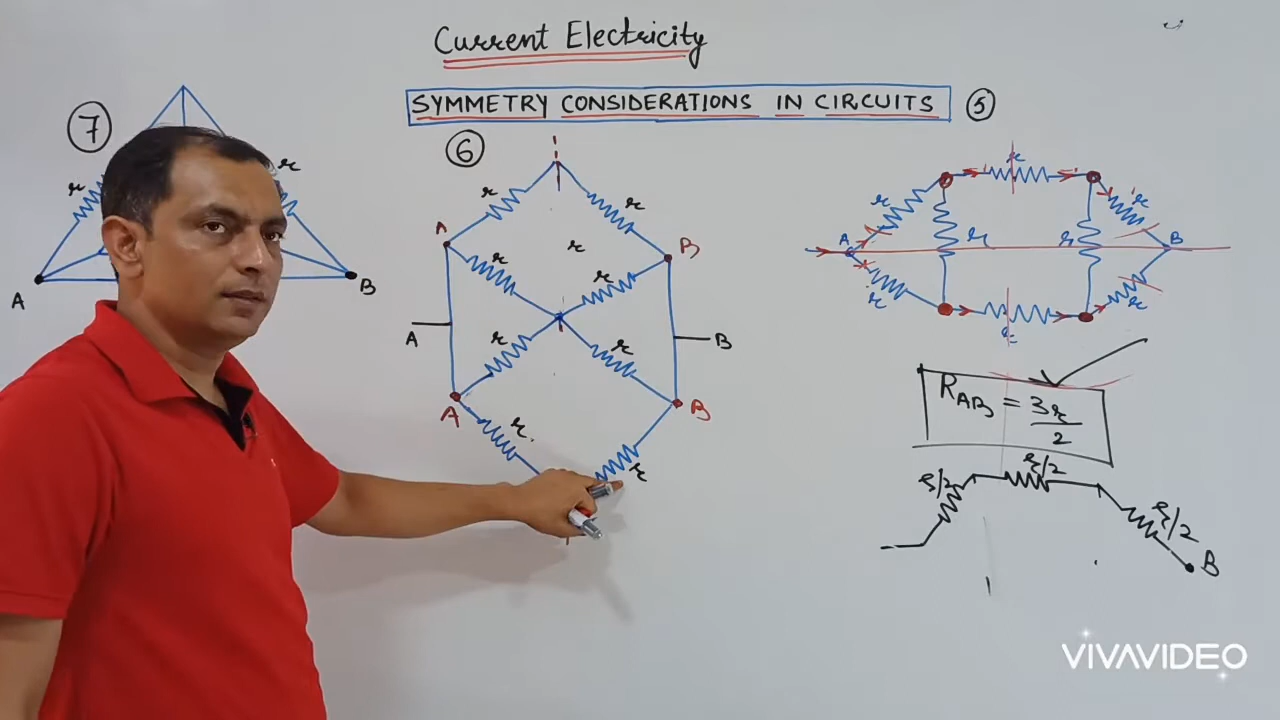 Current Electricity
SYMMETRY CONSIDERATIONS IN CIRCUITS
5
7
r
r
A
B
6
r
r
A
r
r
r
B
A
B
r
r
A
B
r
r
r
r
r
A
r
r
B
r
r
r
R_AB = 3r/2
r/2
r/2
r/2
B
VIVAVIDEO